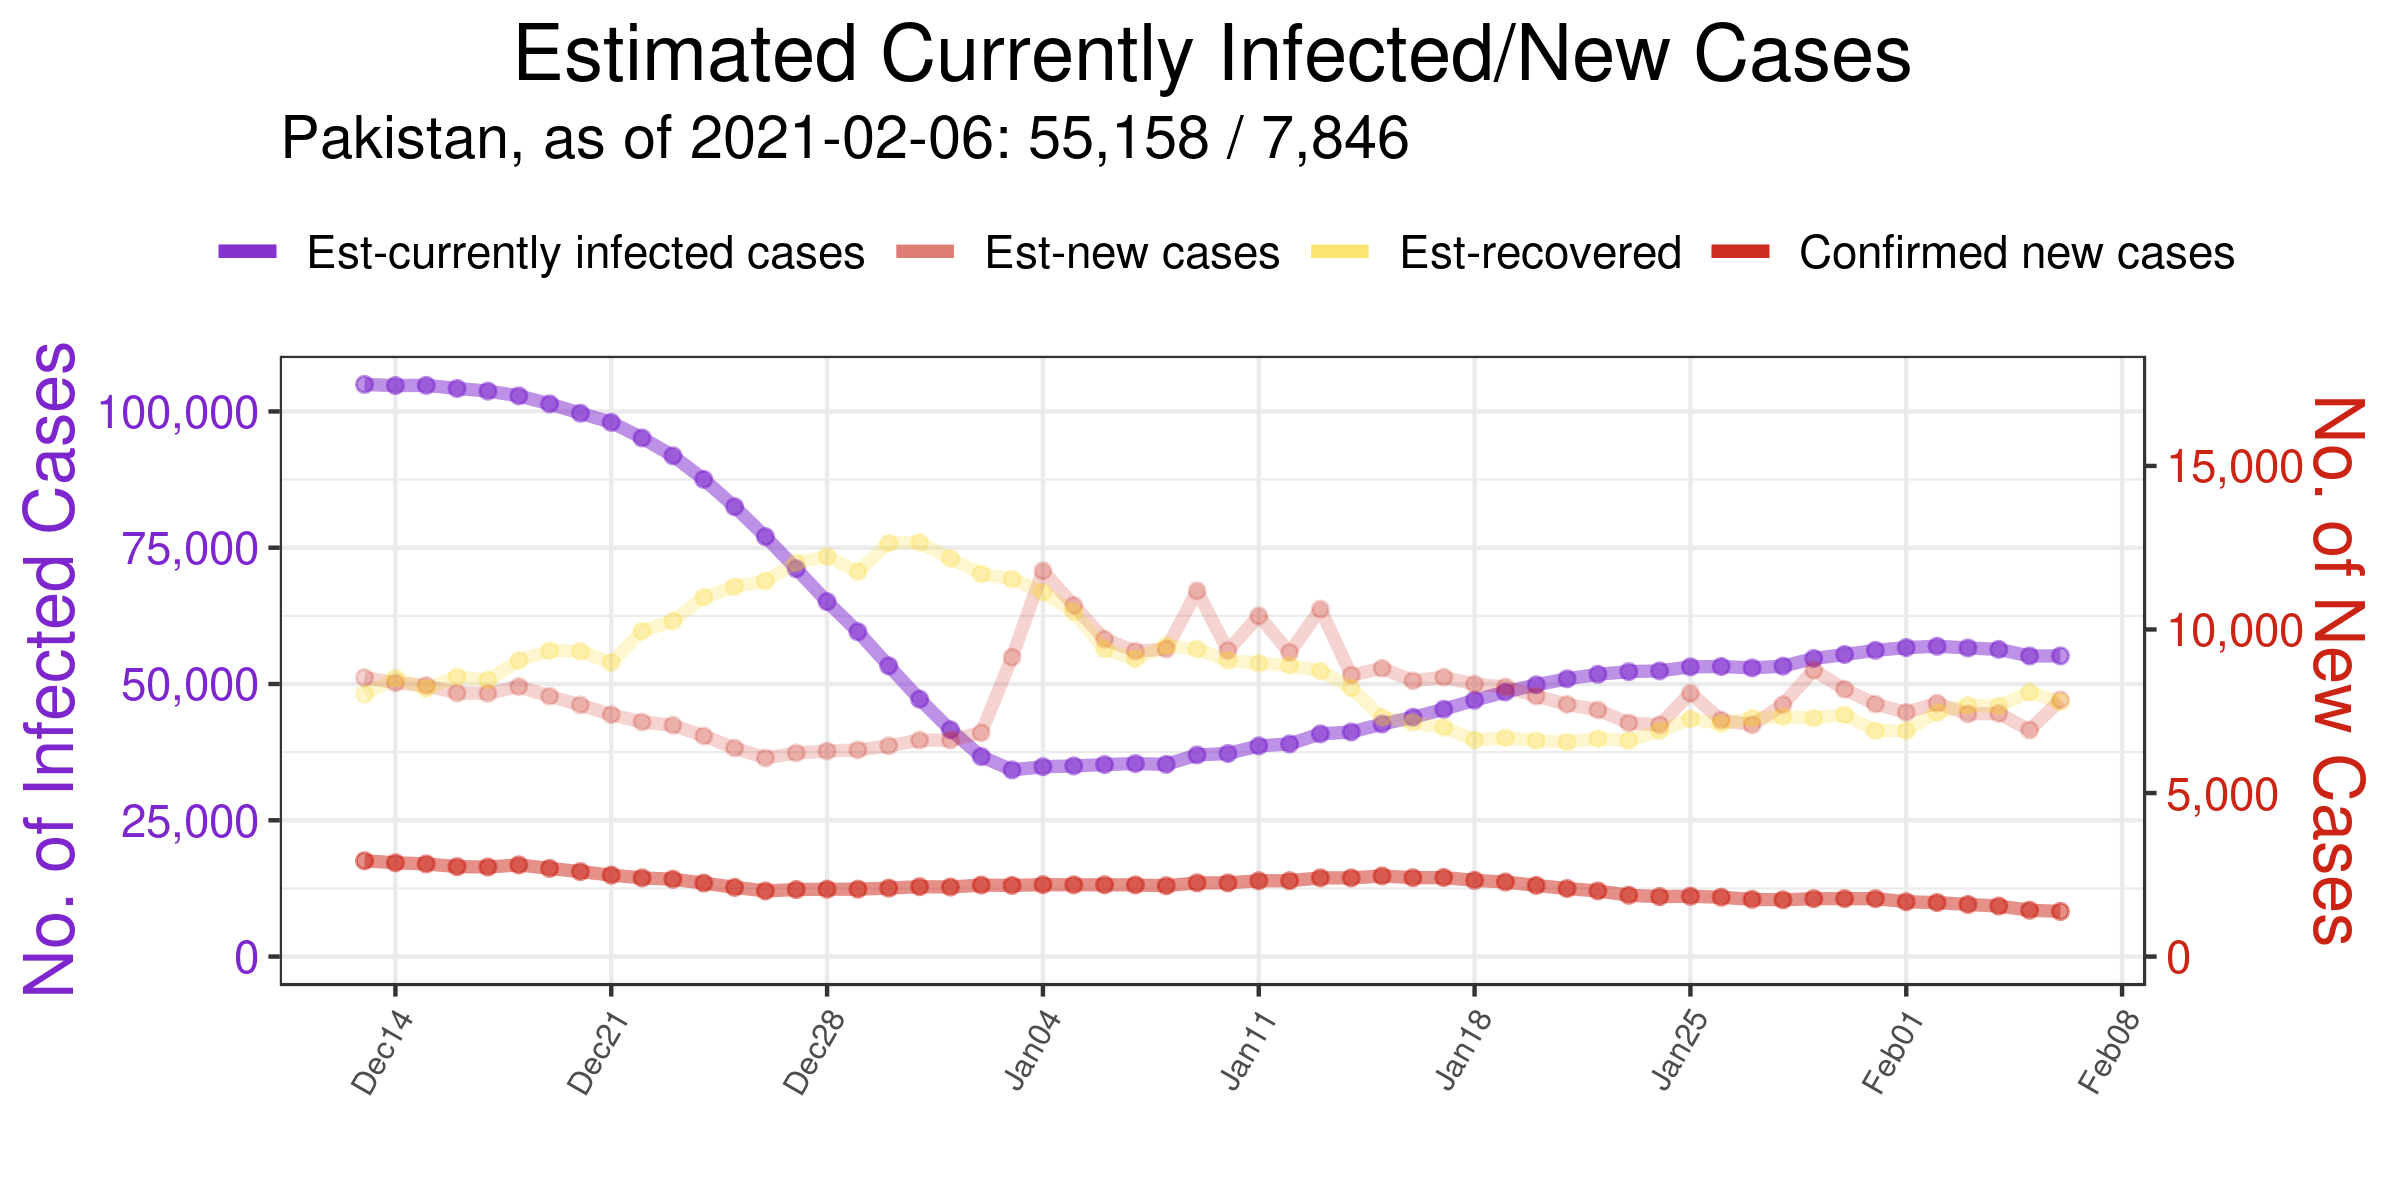 Estimated Currently Infected/New Cases
Pakistan, as of 2021-02-06: 55,158 / 7,846
Est-currently infected cases Est-new cases Est-recovered Confirmed new cases
No. of Infected Cases
100,000
75,000
50,000
25,000
0
15,000
10,000
5,000
0
No. of New Cases
Dec14 Dec21 Dec28 Jan04 Jan11 Jan18 Jan25 Feb01 Feb08